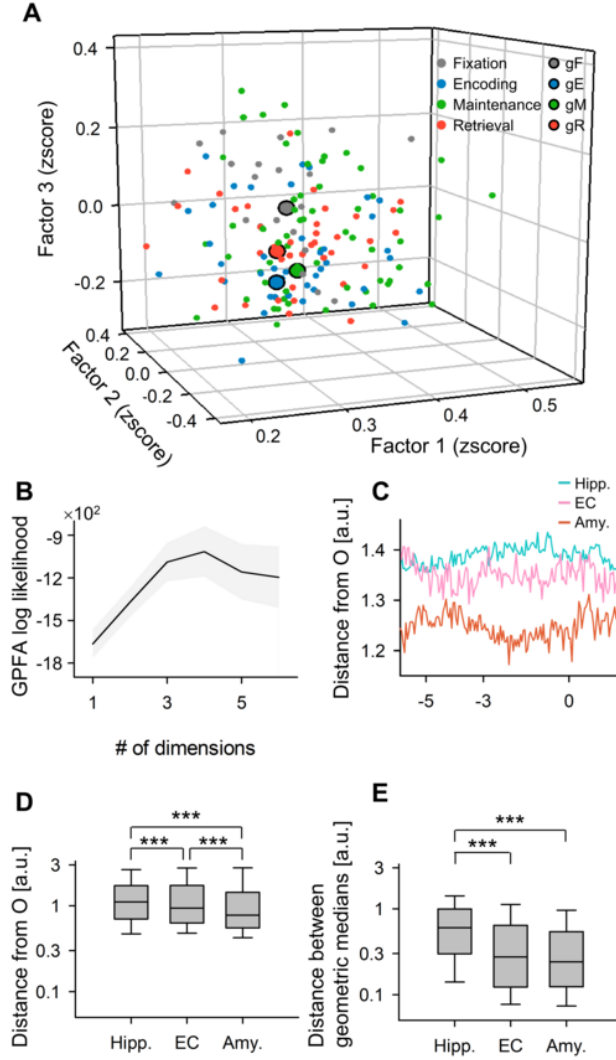 A
Fixation gF
Encoding gE
Maintenance gM
Retrieval gR
Factor 3 (zscore)
0.4
0.2
0.0
-0.2
0.4
0.2
0.0
-0.2
-0.4
Factor 2 (zscore)
0.2
0.3
0.4
0.5
Factor 1 (zscore)
B
×10²
GPFA log likelihood
-9
-12
-15
-18
1 3 5
# of dimensions
C
Hipp.
EC
Amy.
Distance from O [a.u.]
1.4
1.3
1.2
-5 -3 0
D
*** 
*** ***
Distance from O [a.u.]
3
1
0.3
0.1
Hipp. EC Amy.
E
***
***
Distance between
geometric medians [a.u.]
3
1
0.3
0.1
Hipp. EC Amy.